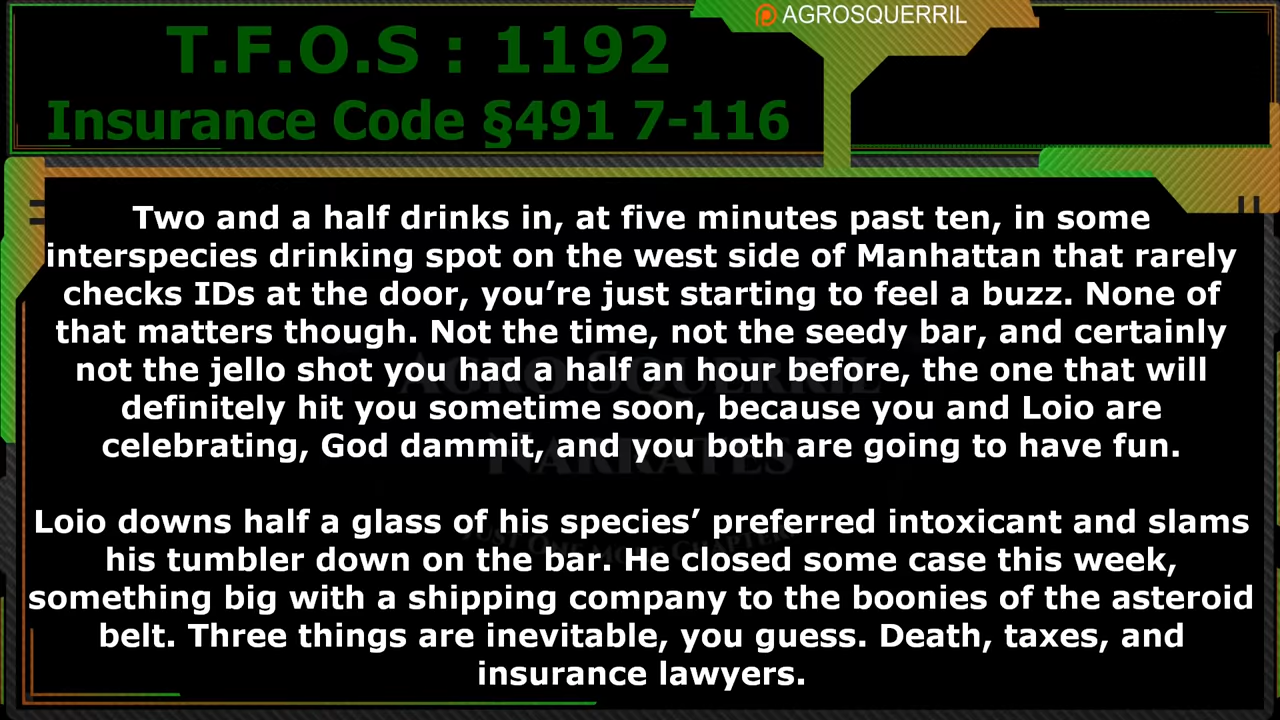 AGROSQUERRIL
T.F.O.S : 1192
Insurance Code §491 7-116
Two and a half drinks in, at five minutes past ten, in some
interspecies drinking spot on the west side of Manhattan that rarely
checks IDs at the door, you’re just starting to feel a buzz. None of
that matters though. Not the time, not the seedy bar, and certainly
not the jello shot you had a half an hour before, the one that will
definitely hit you sometime soon, because you and Loio are
celebrating, God dammit, and you both are going to have fun.
Loio downs half a glass of his species’ preferred intoxicant and slams
his tumbler down on the bar. He closed some case this week,
something big with a shipping company to the boonies of the asteroid
belt. Three things are inevitable, you guess. Death, taxes, and
insurance lawyers.